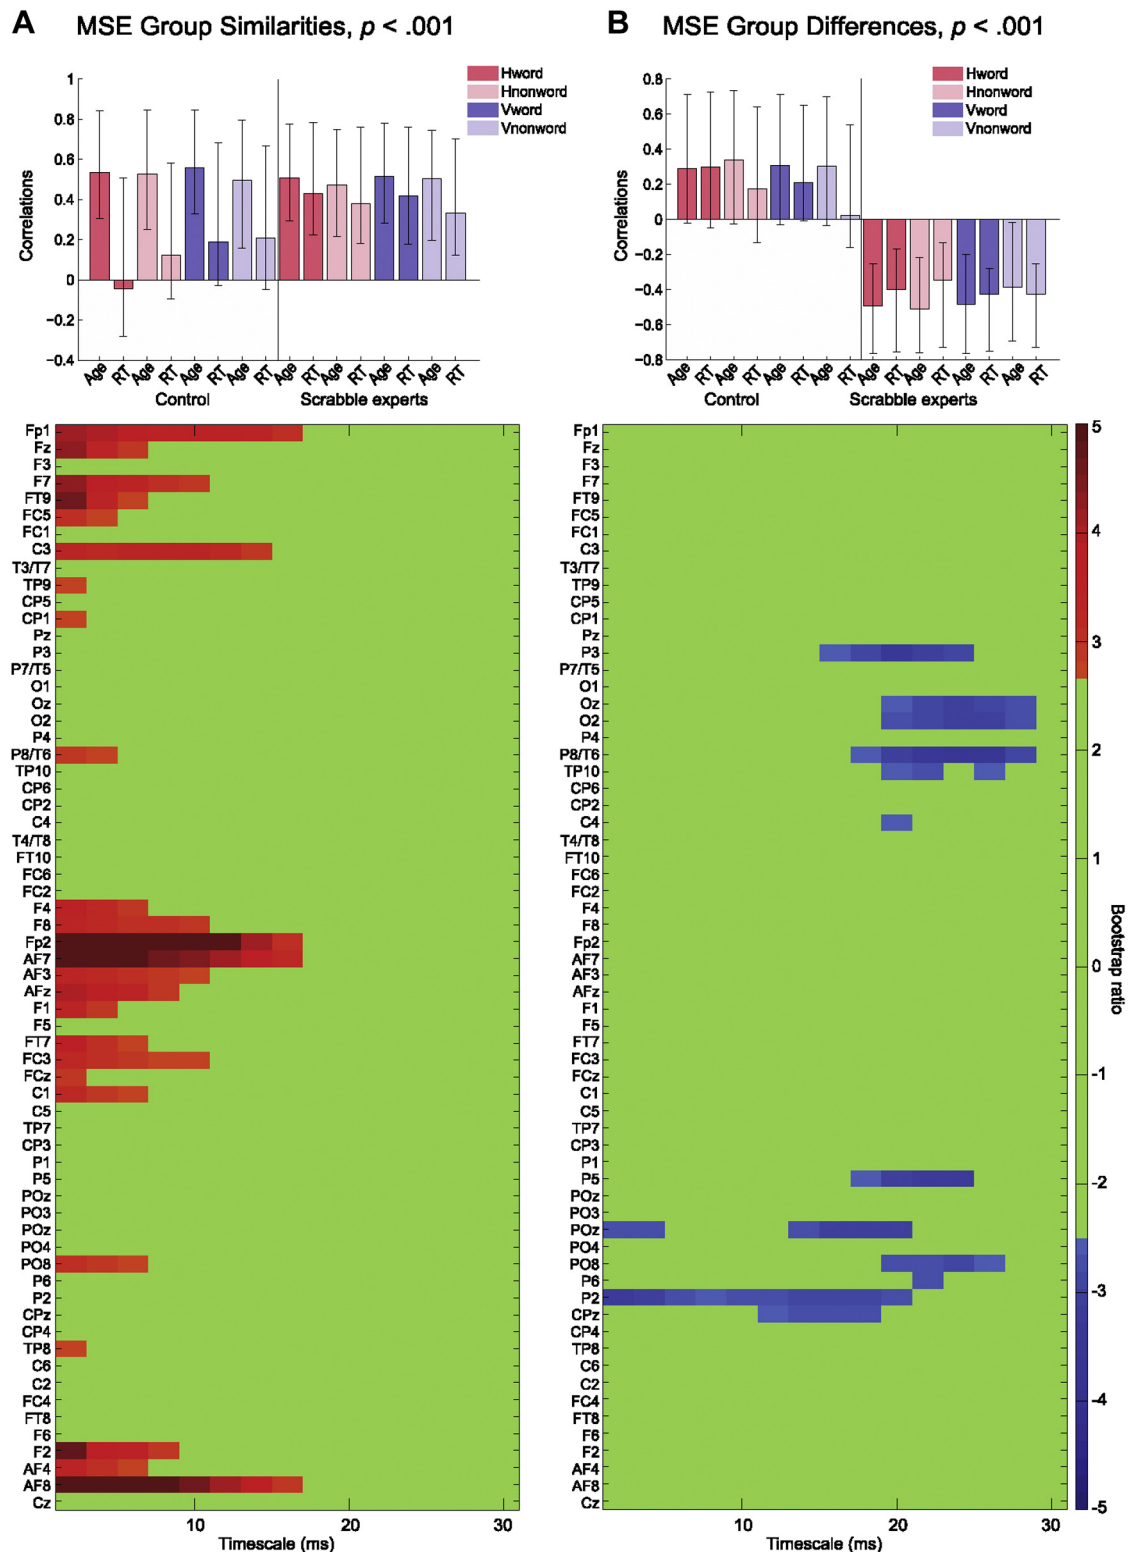 A MSE Group Similarities, p < .001
Hword
Hnonword
Vword
Vnonword
1
0.8
0.6
0.4
0.2
0
−0.2
−0.4
Correlations
Age RT Age RT Age RT Age RT Age RT Age RT Age RT Age RT
Control Scrabble experts
Fp1
Fz
F3
F7
FT9
FC5
FC1
C3
T3/T7
TP9
CP5
CP1
Pz
P3
P7/T5
O1
Oz
O2
P4
P8/T6
TP10
CP6
CP2
C4
T4/T8
FT10
FC6
FC2
F4
F8
Fp2
AF7
AF3
AFz
F1
F5
FT7
FC3
FCz
C1
C5
TP7
CP3
P1
P5
POz
PO3
POz
PO4
PO8
P6
P2
CPz
CP4
TP8
C6
C2
FC4
FT8
F6
F2
AF4
AF8
Cz
10 20 30
Timescale (ms)
B MSE Group Differences, p < .001
Hword
Hnonword
Vword
Vnonword
0.8
0.6
0.4
0.2
0
−0.2
−0.4
−0.6
−0.8
Correlations
Age RT Age RT Age RT Age RT Age RT Age RT Age RT Age RT
Control Scrabble experts
Fp1
Fz
F3
F7
FT9
FC5
FC1
C3
T3/T7
TP9
CP5
CP1
Pz
P3
P7/T5
O1
Oz
O2
P4
P8/T6
TP10
CP6
CP2
C4
T4/T8
FT10
FC6
FC2
F4
F8
Fp2
AF7
AF3
AFz
F1
F5
FT7
FC3
FCz
C1
C5
TP7
CP3
P1
P5
POz
PO3
POz
PO4
PO8
P6
P2
CPz
CP4
TP8
C6
C2
FC4
FT8
F6
F2
AF4
AF8
Cz
10 20 30
Timescale (ms)
5
4
3
2
1
0
-1
-2
-3
-4
-5
Bootstrap ratio